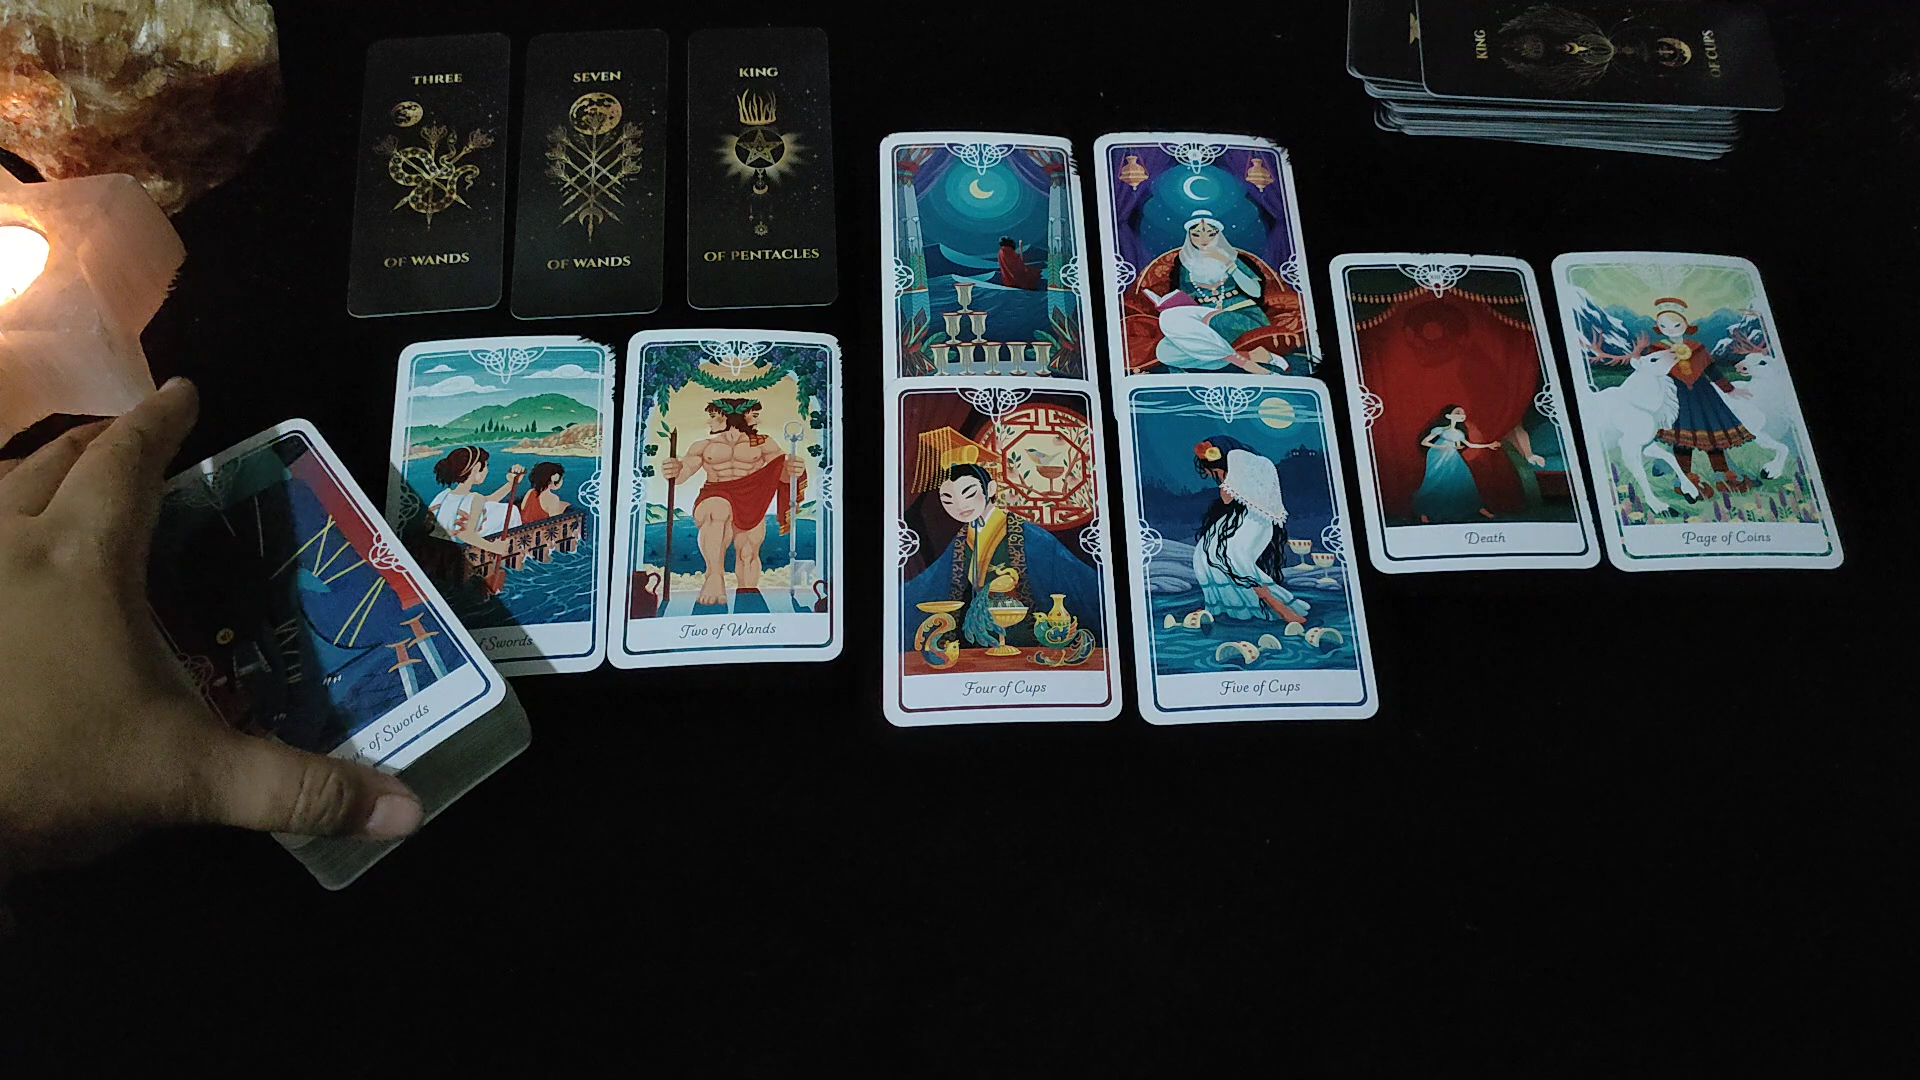 THREE
OF WANDS
SEVEN
OF WANDS
KING
OF PENTACLES
KING
OF CUPS
of Swords
of Swords
Two of Wands
Four of Cups
Five of Cups
XIII
Death
Page of Coins